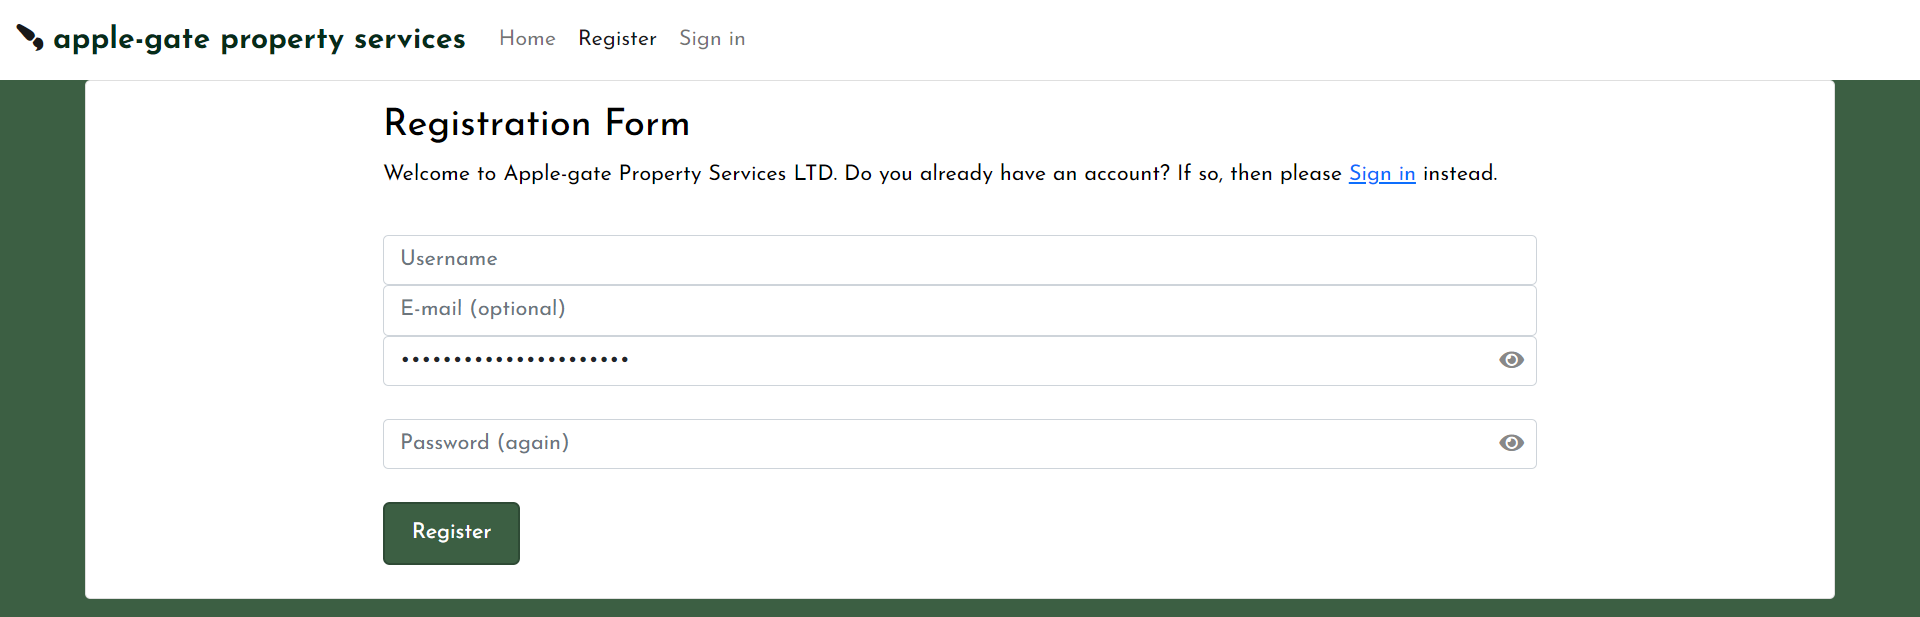 apple-gate property services Home Register Sign in
Registration Form
Welcome to Apple-gate Property Services LTD. Do you already have an account? If so, then please Sign in instead.
Username
E-mail (optional)
••••••••••••••••••••••
Password (again)
Register